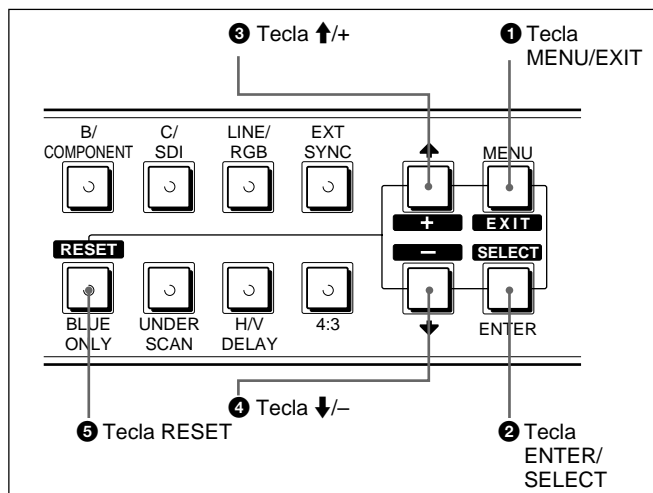 ❸ Tecla ↑/+
❶ Tecla
MENU/EXIT
B/
COMPONENT
C/
SDI
LINE/
RGB
EXT
SYNC
MENU
+
EXIT
RESET
–
SELECT
BLUE
ONLY
UNDER
SCAN
H/V
DELAY
4:3
ENTER
❹ Tecla ↓/–
❺ Tecla RESET
❷ Tecla
ENTER/
SELECT